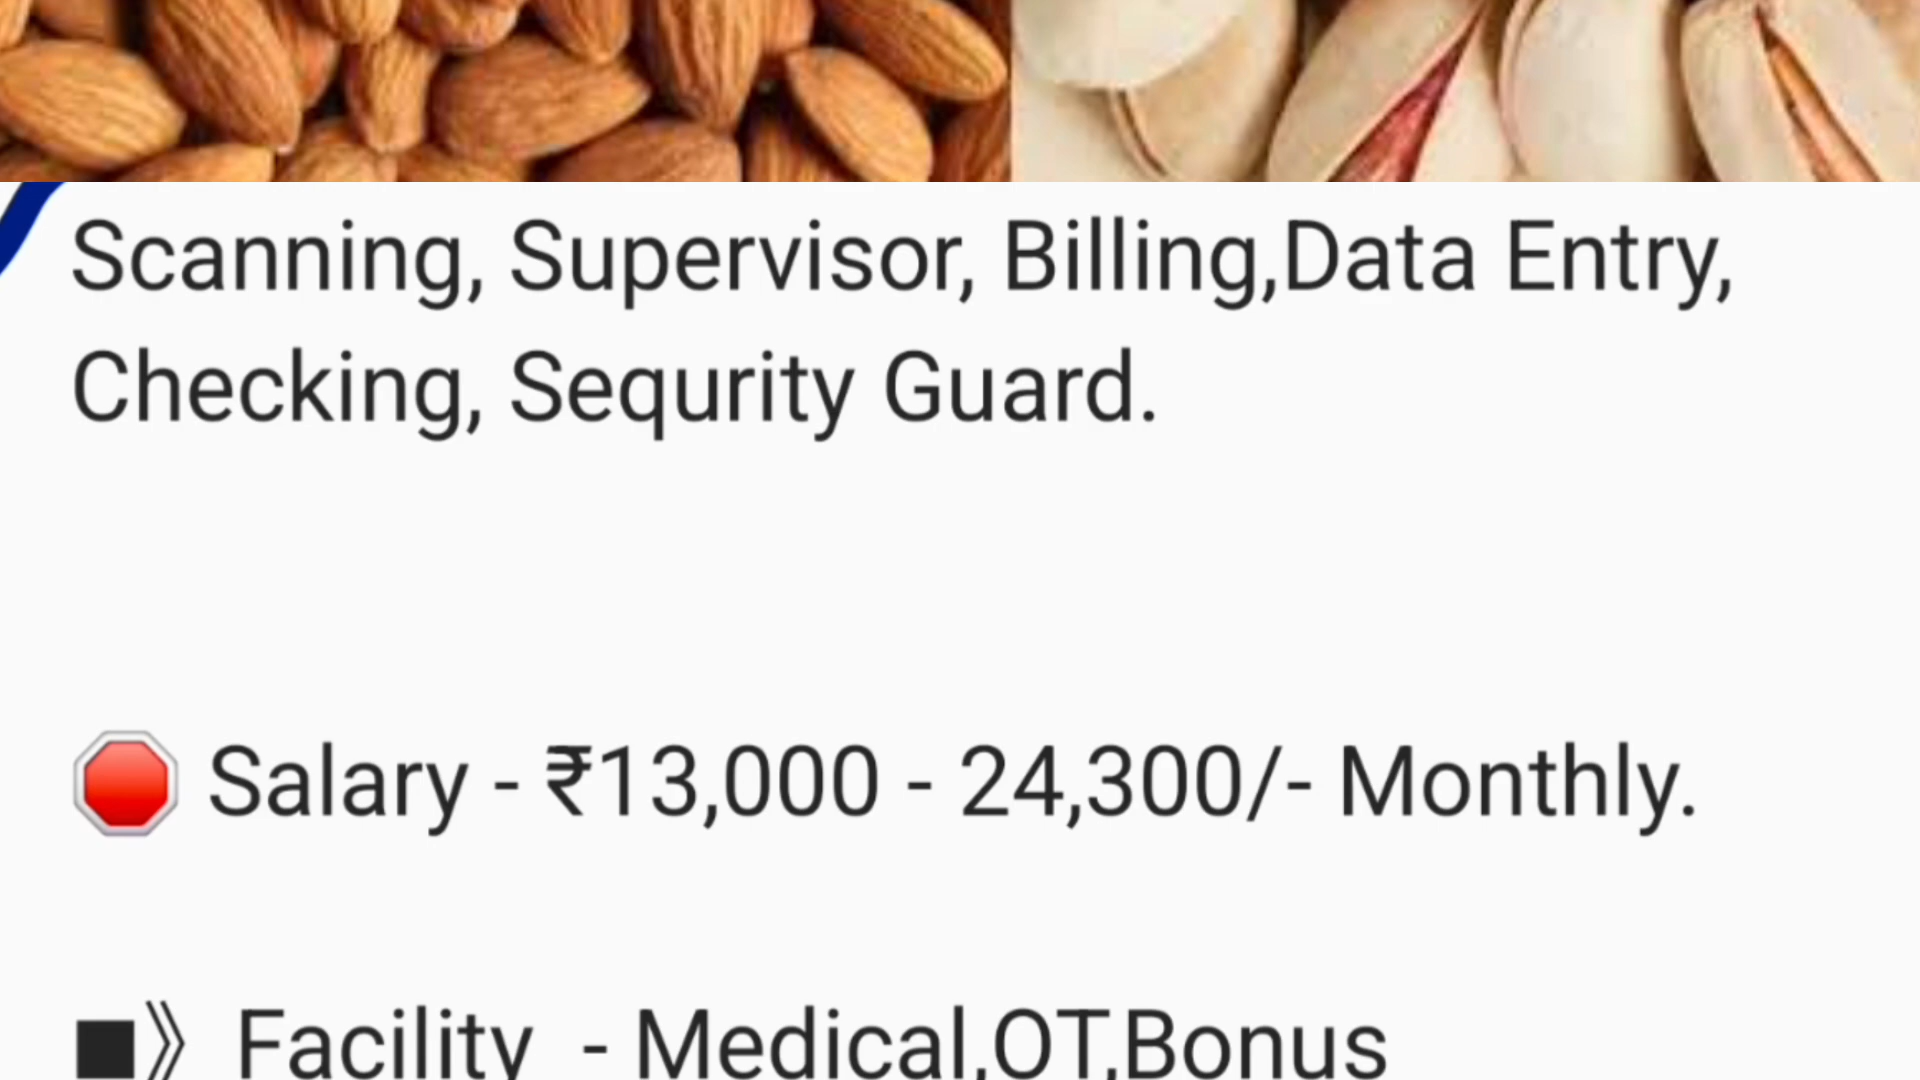 Scanning, Supervisor, Billing,Data Entry,
Checking, Sequrity Guard.
🛑 Salary - ₹13,000 - 24,300/- Monthly.
■》 Facility - Medical,OT,Bonus